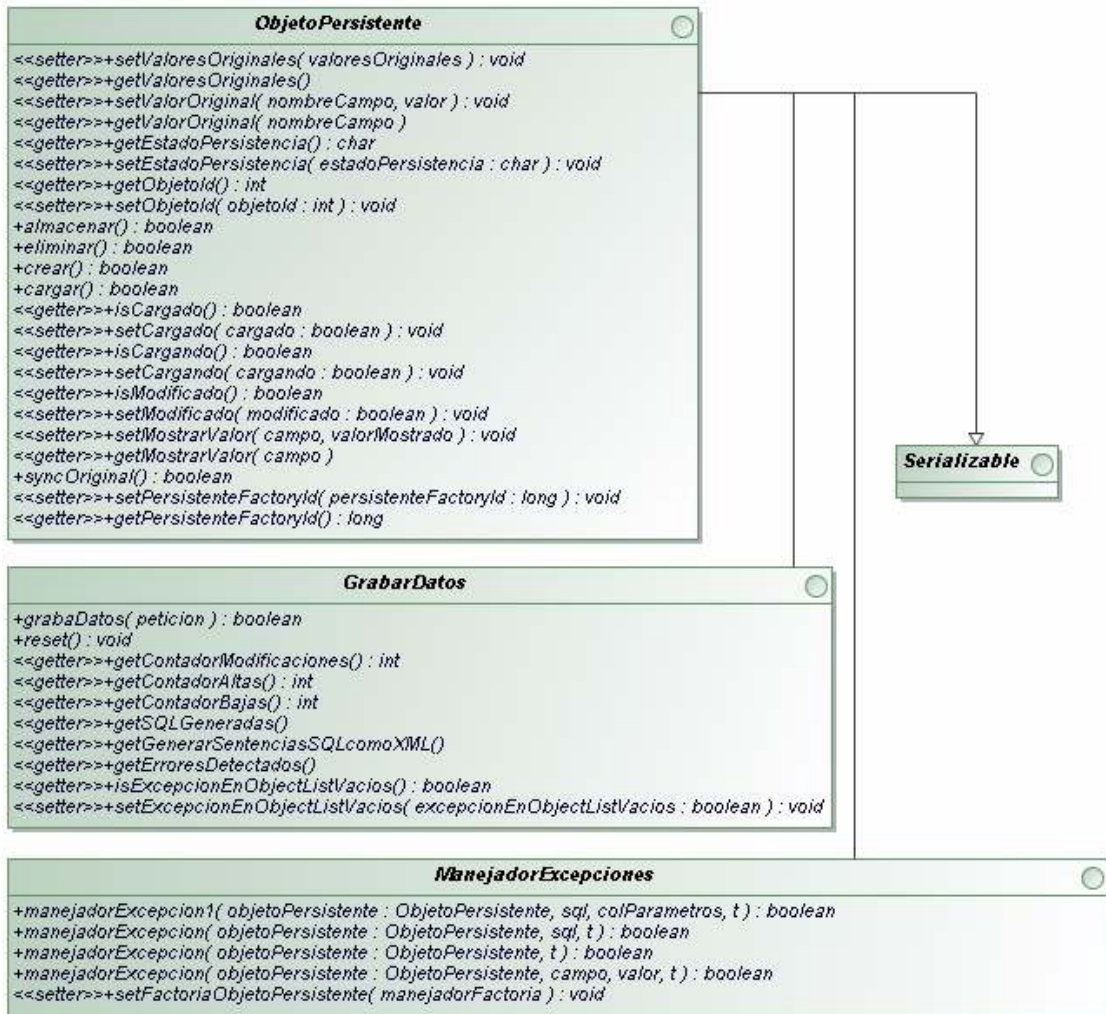 ObjetoPersistente
<<setter>>+setValoresOriginales( valoresOriginales ) : void
<<getter>>+getValoresOriginales()
<<setter>>+setValorOriginal( nombreCampo, valor ) : void
<<getter>>+getValorOriginal( nombreCampo )
<<getter>>+getEstadoPersistencia() : char
<<setter>>+setEstadoPersistencia( estadoPersistencia : char ) : void
<<getter>>+getObjetoId() : int
<<setter>>+setObjetoId( objetoId : int ) : void
+almacenar() : boolean
+eliminar() : boolean
+crear() : boolean
+cargar() : boolean
<<getter>>+isCargado() : boolean
<<setter>>+setCargado( cargado : boolean ) : void
<<getter>>+isCargando() : boolean
<<setter>>+setCargando( cargando : boolean ) : void
<<getter>>+isModificado() : boolean
<<setter>>+setModificado( modificado : boolean ) : void
<<setter>>+setMostrarValor( campo, valorMostrado ) : void
<<getter>>+getMostrarValor( campo )
+syncOriginal() : boolean
<<setter>>+setPersistenteFactoryId( persistenteFactoryId : long ) : void
<<getter>>+getPersistenteFactoryId() : long
Serializable
GrabarDatos
+grabaDatos( peticion ) : boolean
+reset() : void
<<getter>>+getContadorModificaciones() : int
<<getter>>+getContadorAltas() : int
<<getter>>+getContadorBajas() : int
<<getter>>+getSQLGeneradas()
<<getter>>+getGenerarSentenciasSQLcomoXML()
<<getter>>+getErroresDetectados()
<<getter>>+isExcepcionEnObjectListVacios() : boolean
<<setter>>+setExcepcionEnObjectListVacios( excepcionEnObjectListVacios : boolean ) : void
ManejadorExcepciones
+manejadorExcepcion1( objetoPersistente : ObjetoPersistente, sql, colParametros, t ) : boolean
+manejadorExcepcion( objetoPersistente : ObjetoPersistente, sql, t ) : boolean
+manejadorExcepcion( objetoPersistente : ObjetoPersistente, t ) : boolean
+manejadorExcepcion( objetoPersistente : ObjetoPersistente, campo, valor, t ) : boolean
<<setter>>+setFactoriaObjetoPersistente( manejadorFactoria ) : void